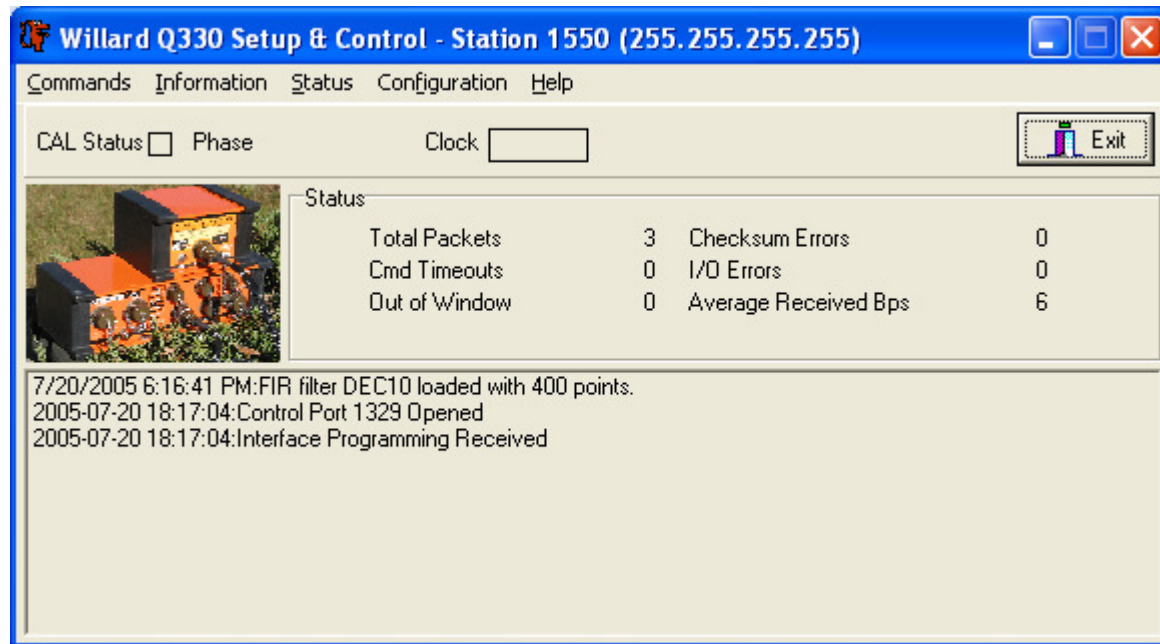 Willard Q330 Setup & Control - Station 1550 (255.255.255.255)
Commands Information Status Configuration Help
CAL Status Phase Clock Exit
Status
Total Packets 3 Checksum Errors 0
Cmd Timeouts 0 I/O Errors 0
Out of Window 0 Average Received Bps 6
7/20/2005 6:16:41 PM:FIR filter DEC10 loaded with 400 points.
2005-07-20 18:17:04:Control Port 1329 Opened
2005-07-20 18:17:04:Interface Programming Received